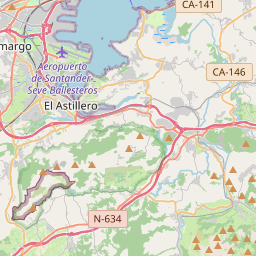 CA-141
margo
Aeropuerto
de Santander
Seve Ballesteros
CA-146
El Astillero
N-634